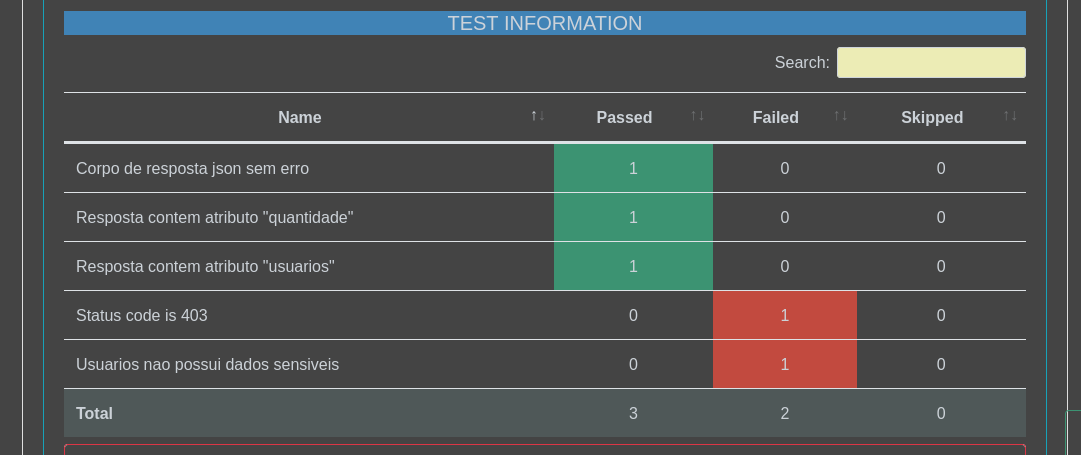 TEST INFORMATION
Search:
Name ↑↓ Passed ↑↓ Failed ↑↓ Skipped ↑↓
Corpo de resposta json sem erro 1 0 0
Resposta contem atributo "quantidade" 1 0 0
Resposta contem atributo "usuarios" 1 0 0
Status code is 403 0 1 0
Usuarios nao possui dados sensiveis 0 1 0
Total 3 2 0